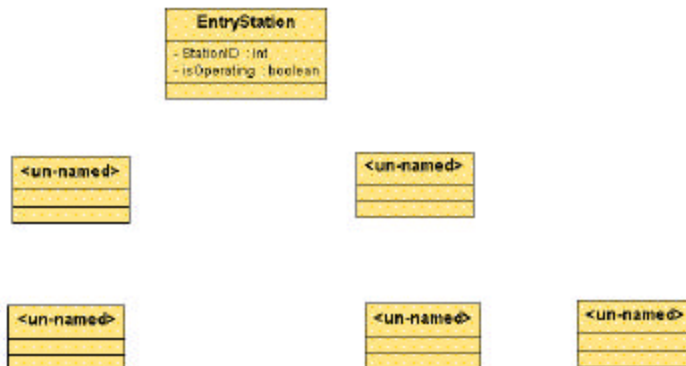 EntryStation
- StationID : int
- isOperating : boolean
<un-named>
<un-named>
<un-named>
<un-named>
<un-named>